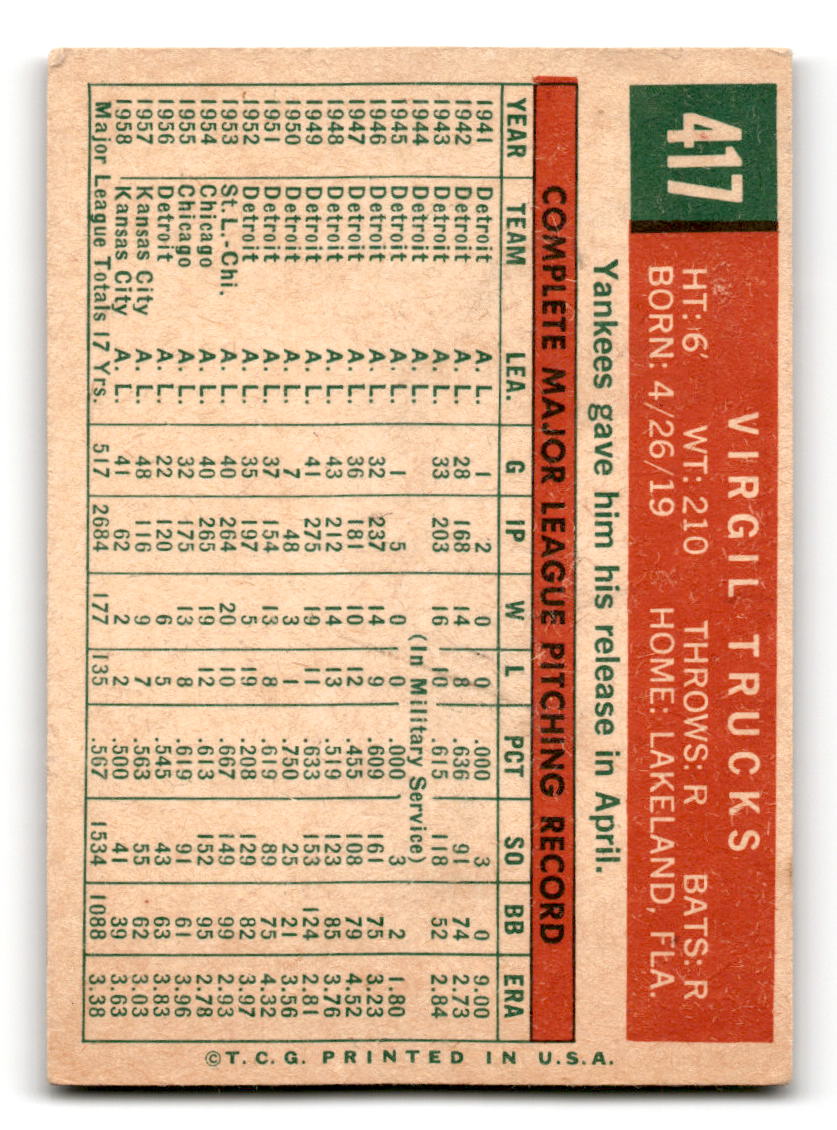 417
VIRGIL TRUCKS
HT: 6' WT: 210 THROWS: R BATS: R
BORN: 4/26/19 HOME: LAKELAND, FLA.
Yankees gave him his release in April.
COMPLETE MAJOR LEAGUE PITCHING RECORD
YEAR TEAM LEA. G IP W L PCT SO BB ERA
1941 Detroit A. L. 1 2 0 0 .000 3 0 9.00
1942 Detroit A. L. 28 168 14 8 .636 91 74 2.73
1943 Detroit A. L. 33 203 16 10 .615 118 52 2.84
1944 (In Military Service)
1945 Detroit A. L. 1 5 0 0 .000 3 2 1.80
1946 Detroit A. L. 32 237 14 9 .609 161 75 3.23
1947 Detroit A. L. 36 181 10 12 .455 108 79 4.52
1948 Detroit A. L. 43 212 14 13 .519 123 85 3.76
1949 Detroit A. L. 41 275 19 11 .633 153 124 2.81
1950 Detroit A. L. 7 48 3 1 .750 25 21 3.56
1951 Detroit A. L. 37 154 13 8 .619 89 75 4.32
1952 Detroit A. L. 35 197 5 19 .208 129 82 3.97
1953 St.L.-Chi. A. L. 40 264 20 10 .667 149 99 2.93
1954 Chicago A. L. 40 265 19 12 .613 152 95 2.78
1955 Chicago A. L. 32 175 13 8 .619 91 61 3.96
1956 Detroit A. L. 22 120 6 5 .545 43 63 3.83
1957 Kansas City A. L. 48 116 9 7 .563 55 62 3.03
1958 Kansas City A. L. 41 62 2 2 .500 41 39 3.63
Major League Totals 17 Yrs. 517 2684 177 135 .567 1534 1088 3.38
©T.C.G. PRINTED IN U.S.A.